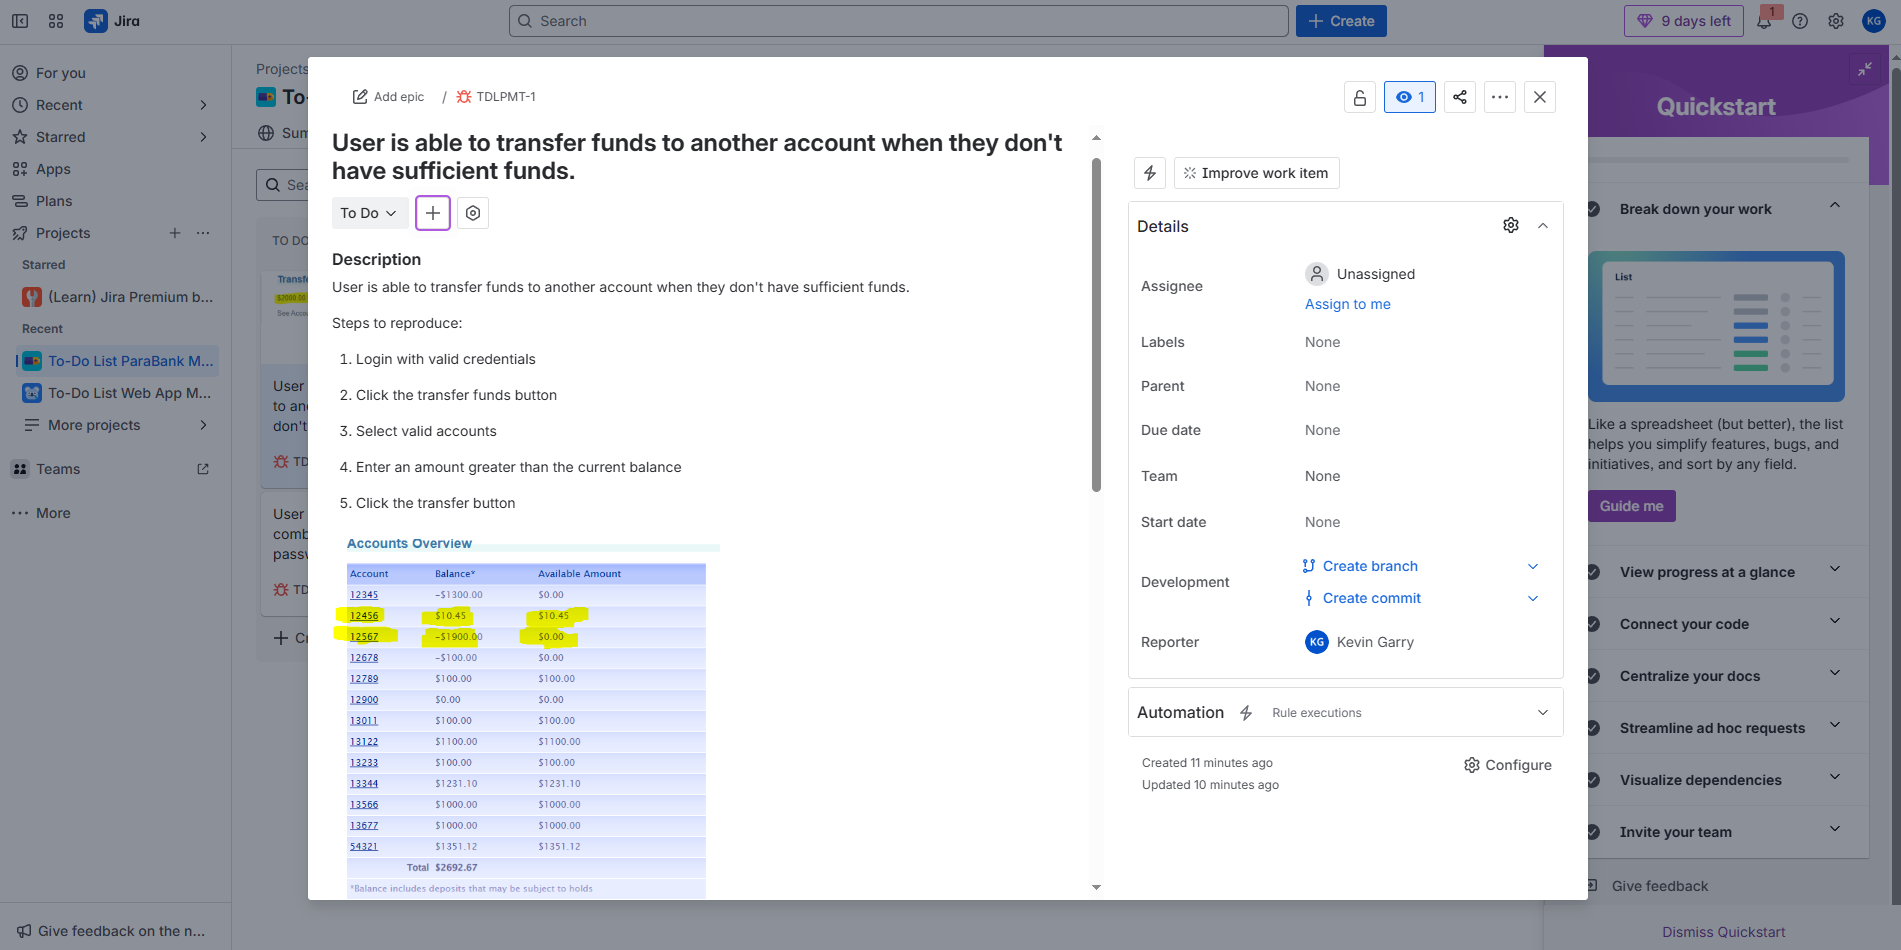 Jira
Search
Create
9 days left
1
KG
For you
Recent
Starred
Apps
Plans
Projects
Starred
(Learn) Jira Premium b...
Recent
To-Do List ParaBank M...
To-Do List Web App M...
More projects
Teams
More
Give feedback on the n...
Projects
To-
Sum
Sea
TO DO
Transf
$2000.00
See Accou
User
to an
don't
TD
User
comb
passv
TD
Cr
Add epic / TDLPMT-1
1
User is able to transfer funds to another account when they don't
have sufficient funds.
To Do
Description
User is able to transfer funds to another account when they don't have sufficient funds.
Steps to reproduce:
1. Login with valid credentials
2. Click the transfer funds button
3. Select valid accounts
4. Enter an amount greater than the current balance
5. Click the transfer button
Accounts Overview
Account Balance* Available Amount
12345 -$1300.00 $0.00
12456 $10.45 $10.45
12567 -$1900.00 $0.00
12678 -$100.00 $0.00
12789 $100.00 $100.00
12900 $0.00 $0.00
13011 $100.00 $100.00
13122 $1100.00 $1100.00
13233 $100.00 $100.00
13344 $1231.10 $1231.10
13566 $1000.00 $1000.00
13677 $1000.00 $1000.00
54321 $1351.12 $1351.12
Total $2692.67
*Balance includes deposits that may be subject to holds
Improve work item
Details
Assignee Unassigned
Assign to me
Labels None
Parent None
Due date None
Team None
Start date None
Development Create branch
Create commit
Reporter KG Kevin Garry
Automation Rule executions
Created 11 minutes ago
Updated 10 minutes ago
Configure
Quickstart
Break down your work
List
Like a spreadsheet (but better), the list
helps you simplify features, bugs, and
initiatives, and sort by any field.
Guide me
View progress at a glance
Connect your code
Centralize your docs
Streamline ad hoc requests
Visualize dependencies
Invite your team
Give feedback
Dismiss Quickstart